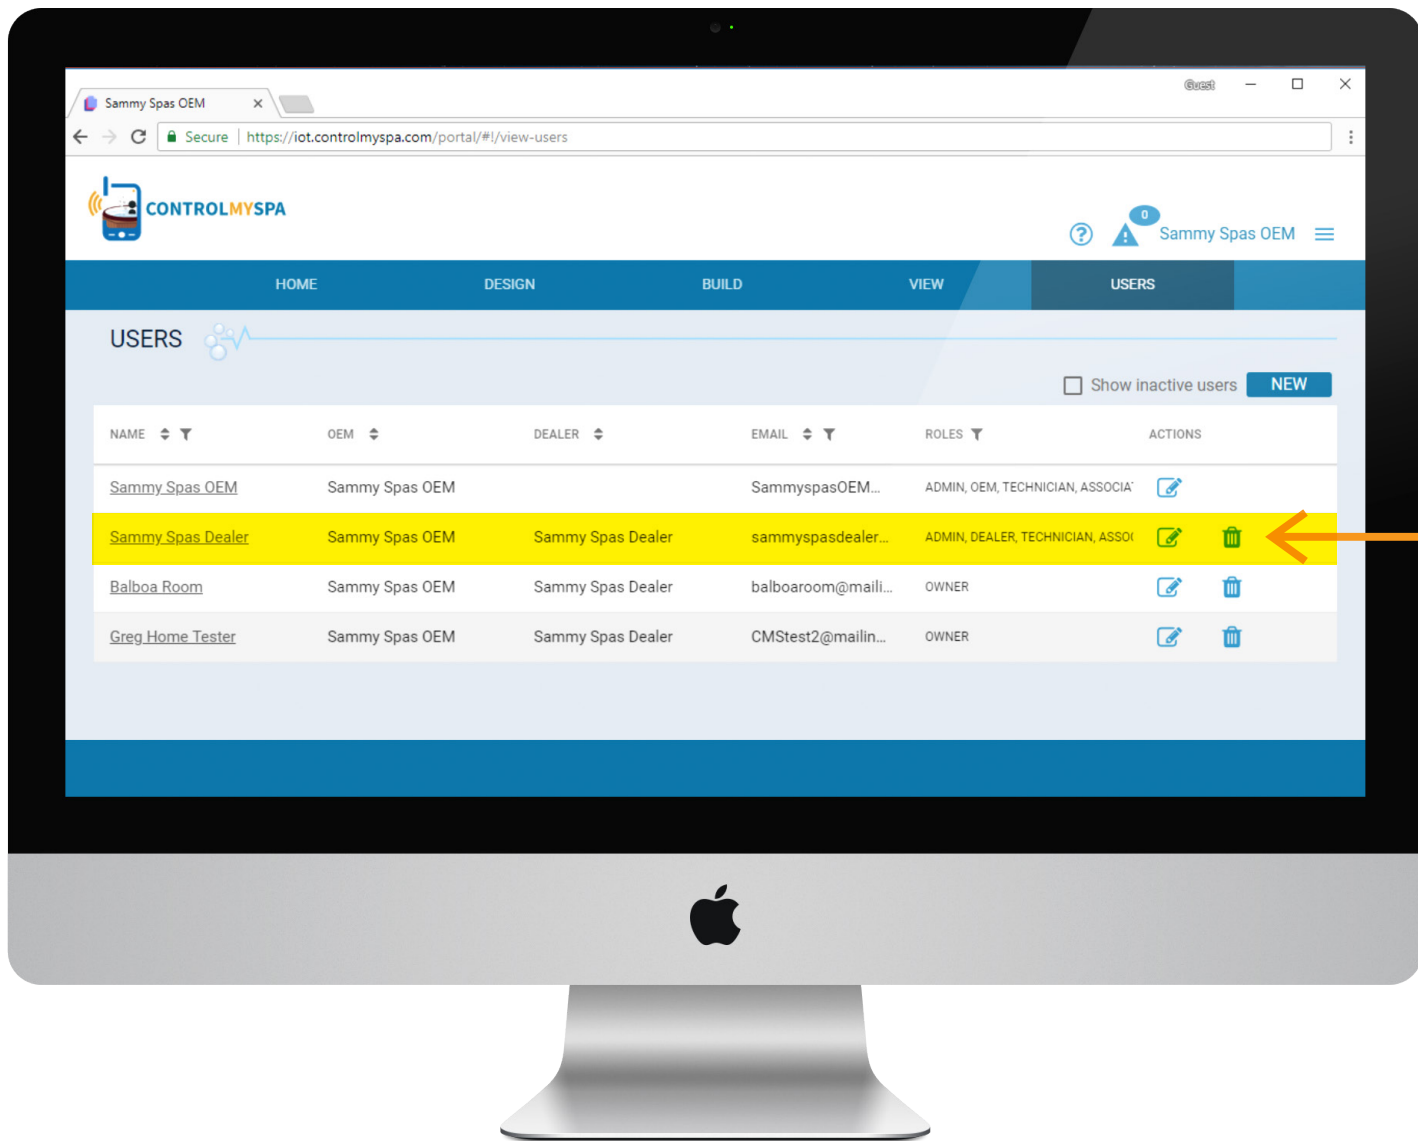 Guest
Sammy Spas OEM
Secure | https://iot.controlmyspa.com/portal/#!/view-users
CONTROLMYSPA
0
Sammy Spas OEM
HOME DESIGN BUILD VIEW USERS
USERS
Show inactive users NEW
NAME OEM DEALER EMAIL ROLES ACTIONS
Sammy Spas OEM Sammy Spas OEM SammyspasOEM... ADMIN, OEM, TECHNICIAN, ASSOCIA
Sammy Spas Dealer Sammy Spas OEM Sammy Spas Dealer sammyspasdealer... ADMIN, DEALER, TECHNICIAN, ASSO
Balboa Room Sammy Spas OEM Sammy Spas Dealer balboaroom@maili... OWNER
Greg Home Tester Sammy Spas OEM Sammy Spas Dealer CMStest2@mailin... OWNER